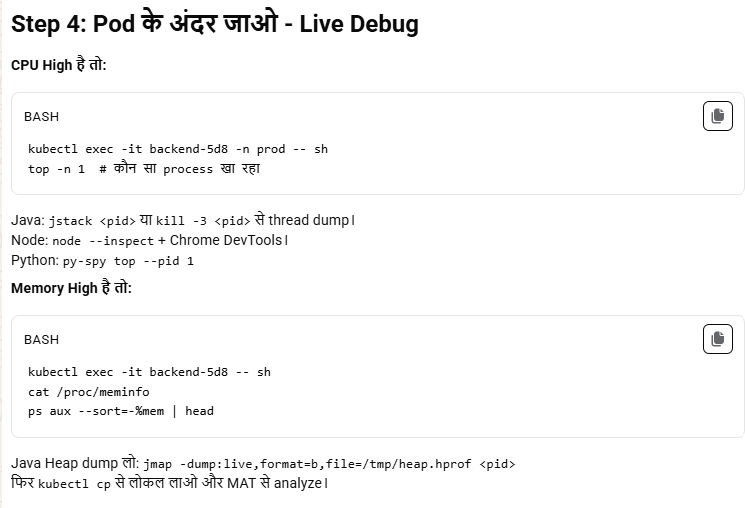 Step 4: Pod के अंदर जाओ - Live Debug
CPU High है तो:
BASH
kubectl exec -it backend-5d8 -n prod -- sh
top -n 1  # कौन सा process खा रहा
Java: jstack <pid> या kill -3 <pid> से thread dump।
Node: node --inspect + Chrome DevTools।
Python: py-spy top --pid 1
Memory High है तो:
BASH
kubectl exec -it backend-5d8 -- sh
cat /proc/meminfo
ps aux --sort=-%mem | head
Java Heap dump लो: jmap -dump:live,format=b,file=/tmp/heap.hprof <pid>
फिर kubectl cp से लोकल लाओ और MAT से analyze।